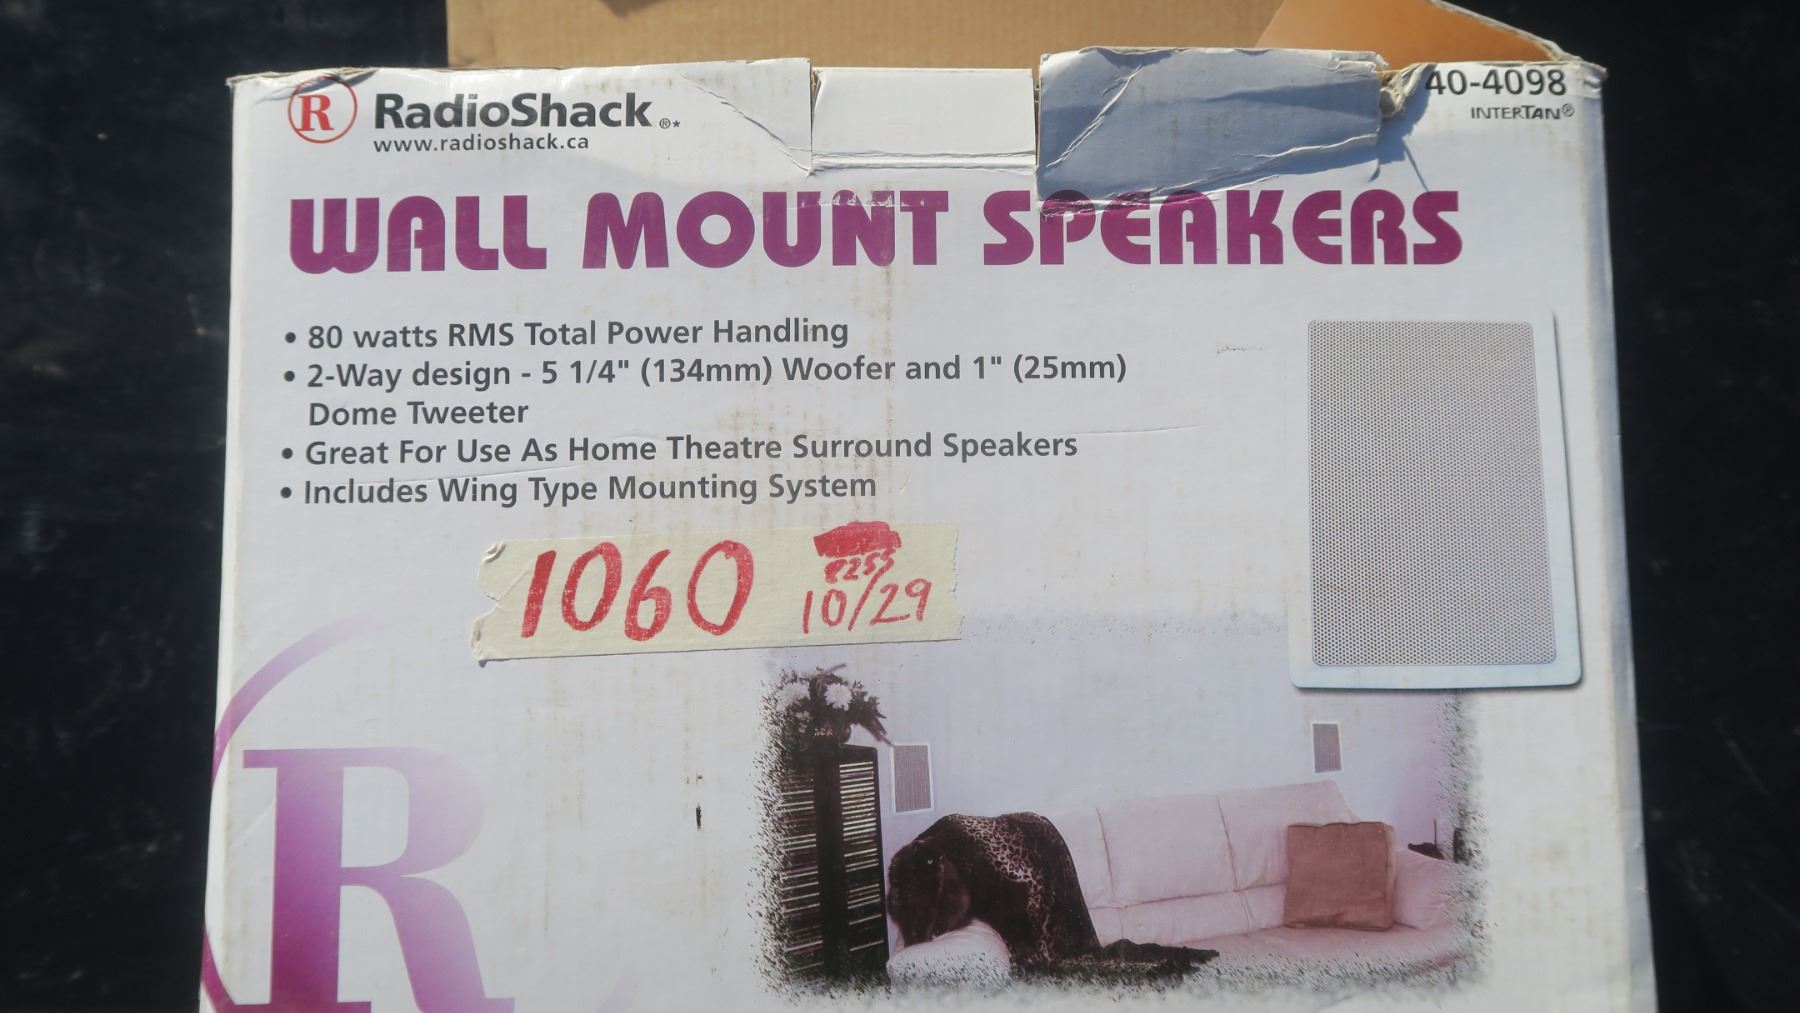 R RadioShack®*
www.radioshack.ca
40-4098
INTERTAN®
WALL MOUNT SPEAKERS
• 80 watts RMS Total Power Handling
• 2-Way design - 5 1/4" (134mm) Woofer and 1" (25mm)
Dome Tweeter
• Great For Use As Home Theatre Surround Speakers
• Includes Wing Type Mounting System
1060
10/29
R